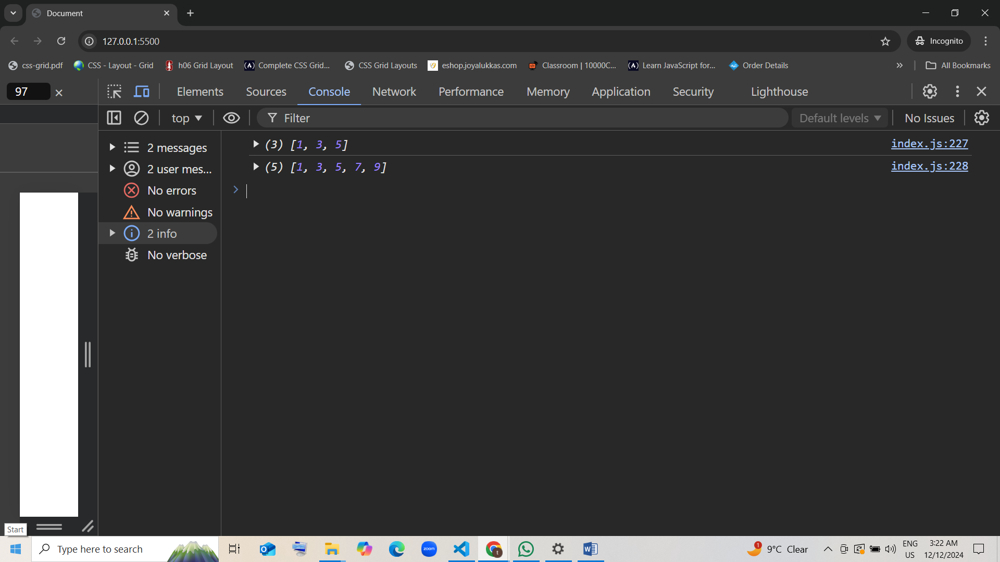 Document
127.0.0.1:5500
Incognito
css-grid.pdf
CSS - Layout - Grid
h06 Grid Layout
Complete CSS Grid...
CSS Grid Layouts
eshop.joyalukkas.com
Classroom | 10000C...
Learn JavaScript for...
Order Details
All Bookmarks
97
Elements
Sources
Console
Network
Performance
Memory
Application
Security
Lighthouse
top
Filter
Default levels
No Issues
2 messages
2 user mes...
No errors
No warnings
2 info
No verbose
(3) [1, 3, 5]
index.js:227
(5) [1, 3, 5, 7, 9]
index.js:228
Start
Type here to search
zoom
1
9°C Clear
ENG
US
3:22 AM
12/12/2024